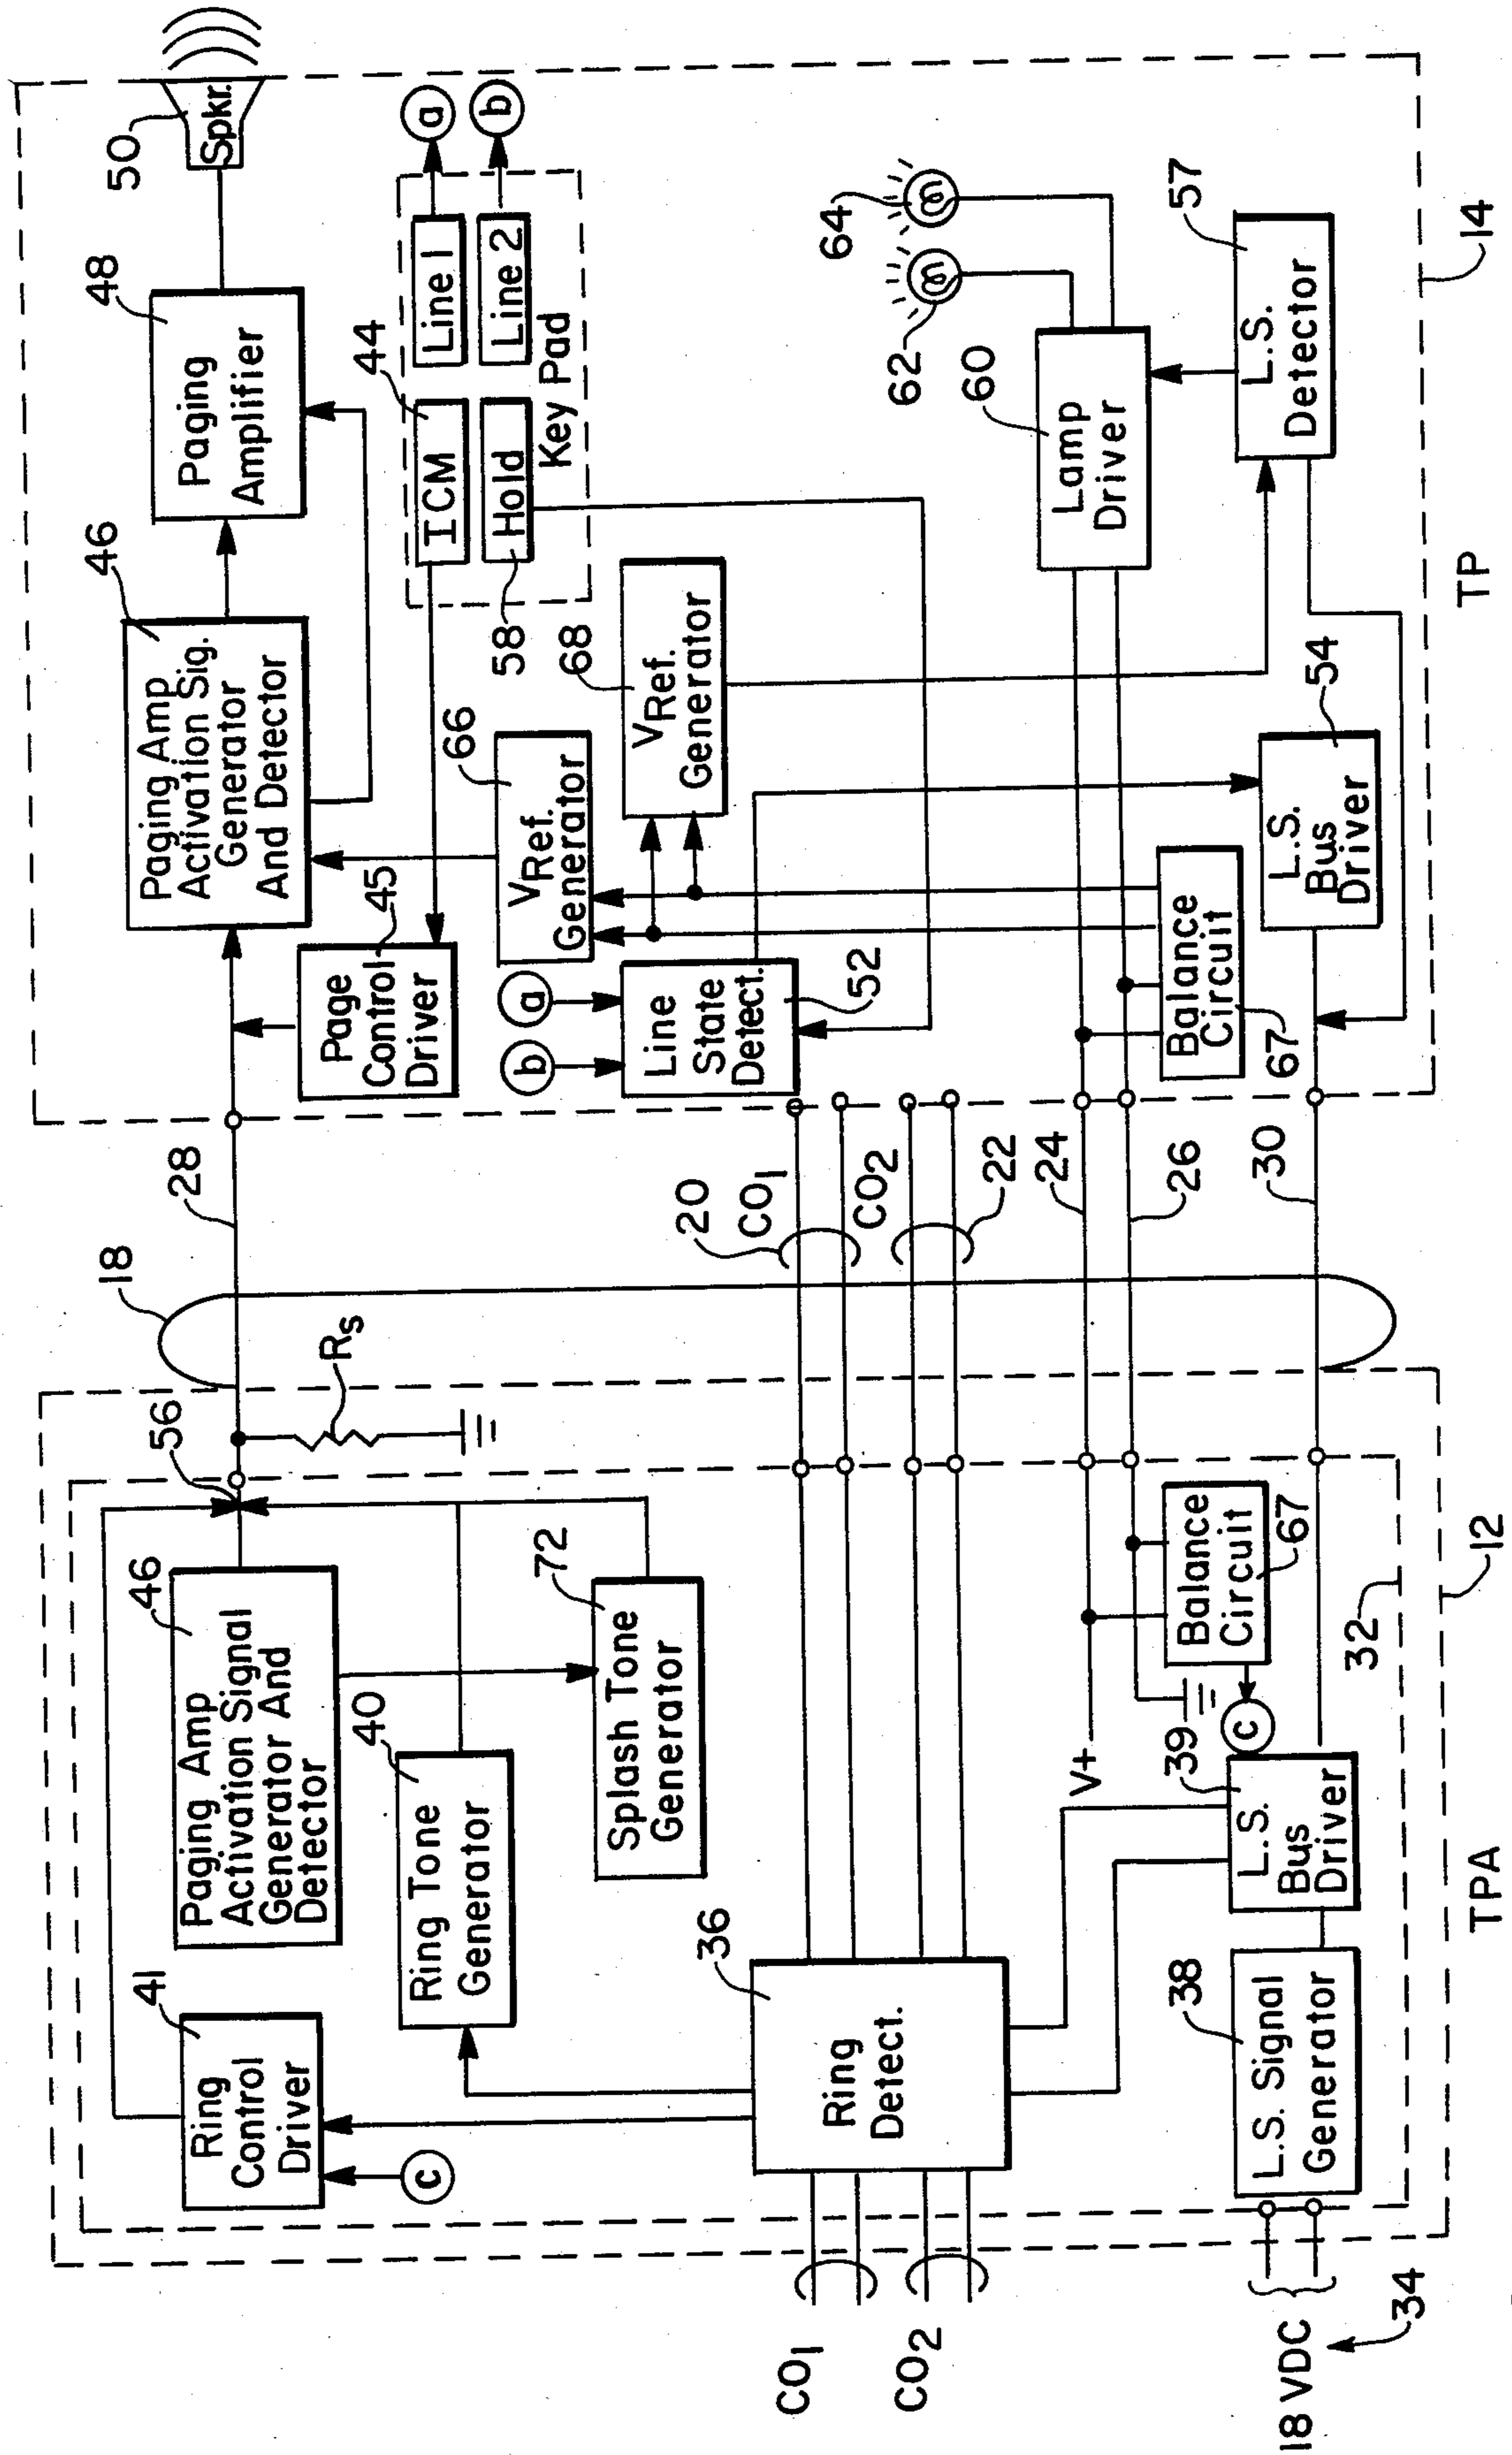 41
Ring
Control
Driver
c
46
Paging Amp
Activation Signal
Generator And
Detector
56
40
Ring Tone
Generator
72
Splash Tone
Generator
RS
18
28
36
Ring
Detect.
CO1
CO2
20
CO1
CO2
22
24
26
30
V+
Balance
Circuit
67
c
39
L.S.
Bus
Driver
38
L.S. Signal
Generator
18 VDC
34
32
12
TPA
46
Paging Amp
Activation Sig.
Generator
And Detector
48
Paging
Amplifier
50
Spkr.
Page
Control
Driver
45
44
ICM
Line 1
a
58
Hold
Line 2
b
Key Pad
66
VRef.
Generator
68
VRef.
Generator
a
b
Line
State
Detect.
52
60
Lamp
Driver
62
64
Balance
Circuit
67
L.S.
Bus
Driver
54
L.S.
Detector
57
14
TP